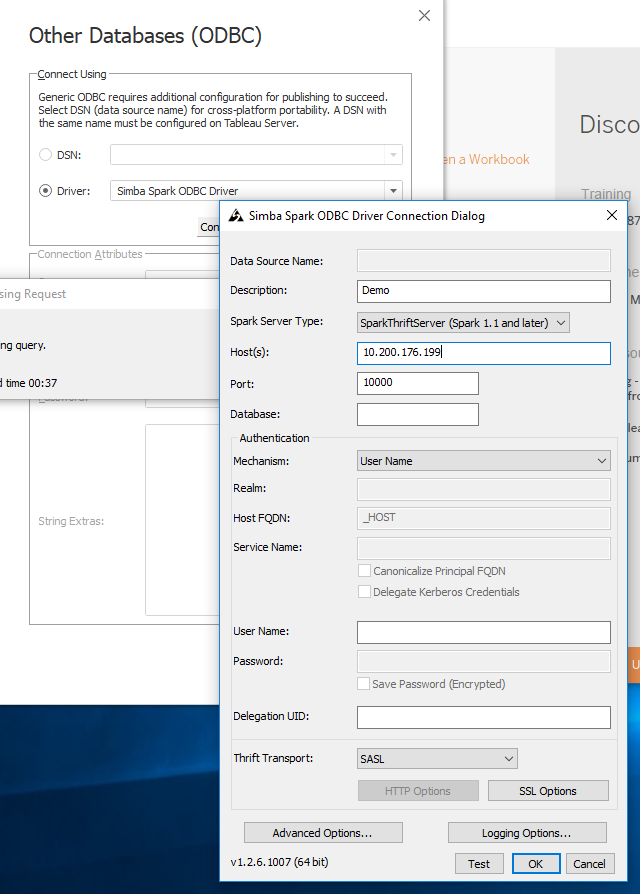 Other Databases (ODBC)
Connect Using
Generic ODBC requires additional configuration for publishing to succeed.
Select DSN (data source name) for cross-platform portability. A DSN with
the same name must be configured on Tableau Server.
DSN:
Driver: Simba Spark ODBC Driver
Con
Connection Attributes
sing Request
ng query.
d time 00:37
String Extras:
Disco
en a Workbook
Training
Simba Spark ODBC Driver Connection Dialog
Data Source Name:
Description: Demo
Spark Server Type: SparkThriftServer (Spark 1.1 and later)
Host(s): 10.200.176.199
Port: 10000
Database:
Authentication
Mechanism: User Name
Realm:
Host FQDN: _HOST
Service Name:
Canonicalize Principal FQDN
Delegate Kerberos Credentials
User Name:
Password:
Save Password (Encrypted)
Delegation UID:
Thrift Transport: SASL
HTTP Options SSL Options
Advanced Options... Logging Options...
v1.2.6.1007 (64 bit) Test OK Cancel